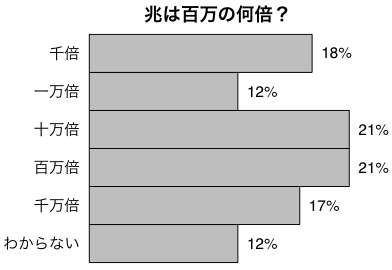 兆は百万の何倍？
千倍 18%
一万倍 12%
十万倍 21%
百万倍 21%
千万倍 17%
わからない 12%